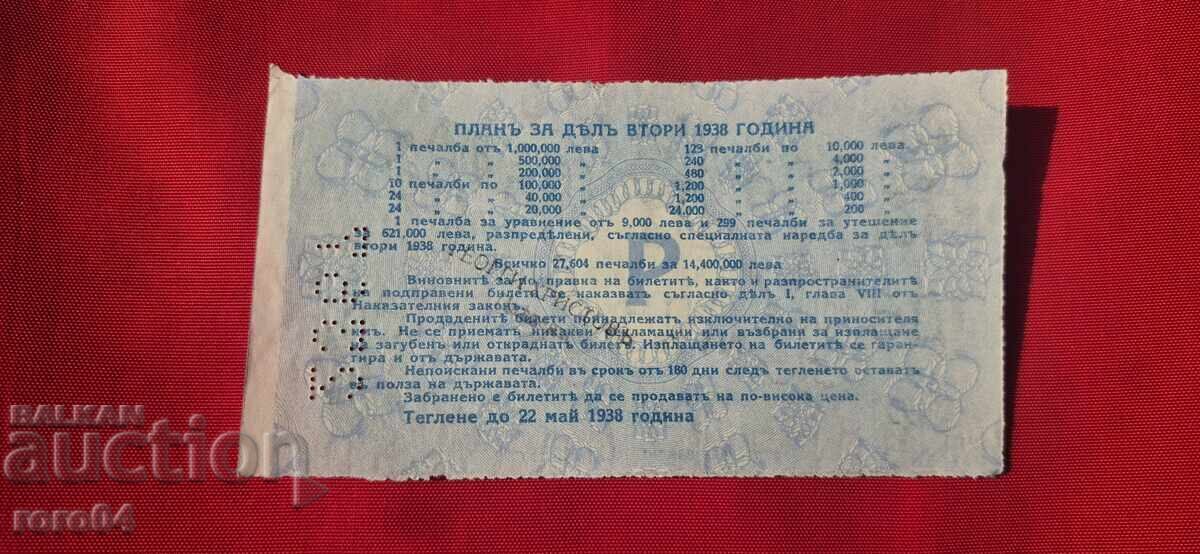 ПЛАНЪ ЗА ДѢЛЪ ВТОРИ 1938 ГОДИНА
1 печалба отъ 1,000,000 лева 123 печалби по 10,000 лева
1 „ „ 500,000 „ 240 „ „ 4,000 „
1 „ „ 200,000 „ 480 „ „ 2,000 „
10 печалби по 100,000 „ 1,200 „ „ 1,000 „
24 „ „ 40,000 „ 1,200 „ „ 400 „
24 „ „ 20,000 „ 24,000 „ „ 200 „
1 печалба за уравнение отъ 9,000 лева и 299 печалби за утешение
621,000 лева, разпредѣлени, съгласно специалната наредба за дѣлъ
втори 1938 година.
Всичко 27,604 печалби за 14,400,000 лева
Виновнитѣ за подправка на билетитѣ, както и разпространителитѣ
на подправени билети се наказватъ съгласно дѣлъ I, глава VIII отъ
Наказателния законъ.
Продаденитѣ билети принадлежатъ изключително на приносителя
имъ. Не се приематъ никакви рекламации или възбрани за изплащане
на загубенъ или откраднатъ билетъ. Изплащането на билетитѣ се гаран-
тира и отъ държавата.
Непоискани печалби въ срокъ отъ 180 дни следъ тегленето оставатъ
въ полза на държавата.
Забранено е билетитѣ да се продаватъ на по-висока цена.
Теглене до 22 май 1938 година
Р
BALKAN
auction
roro04